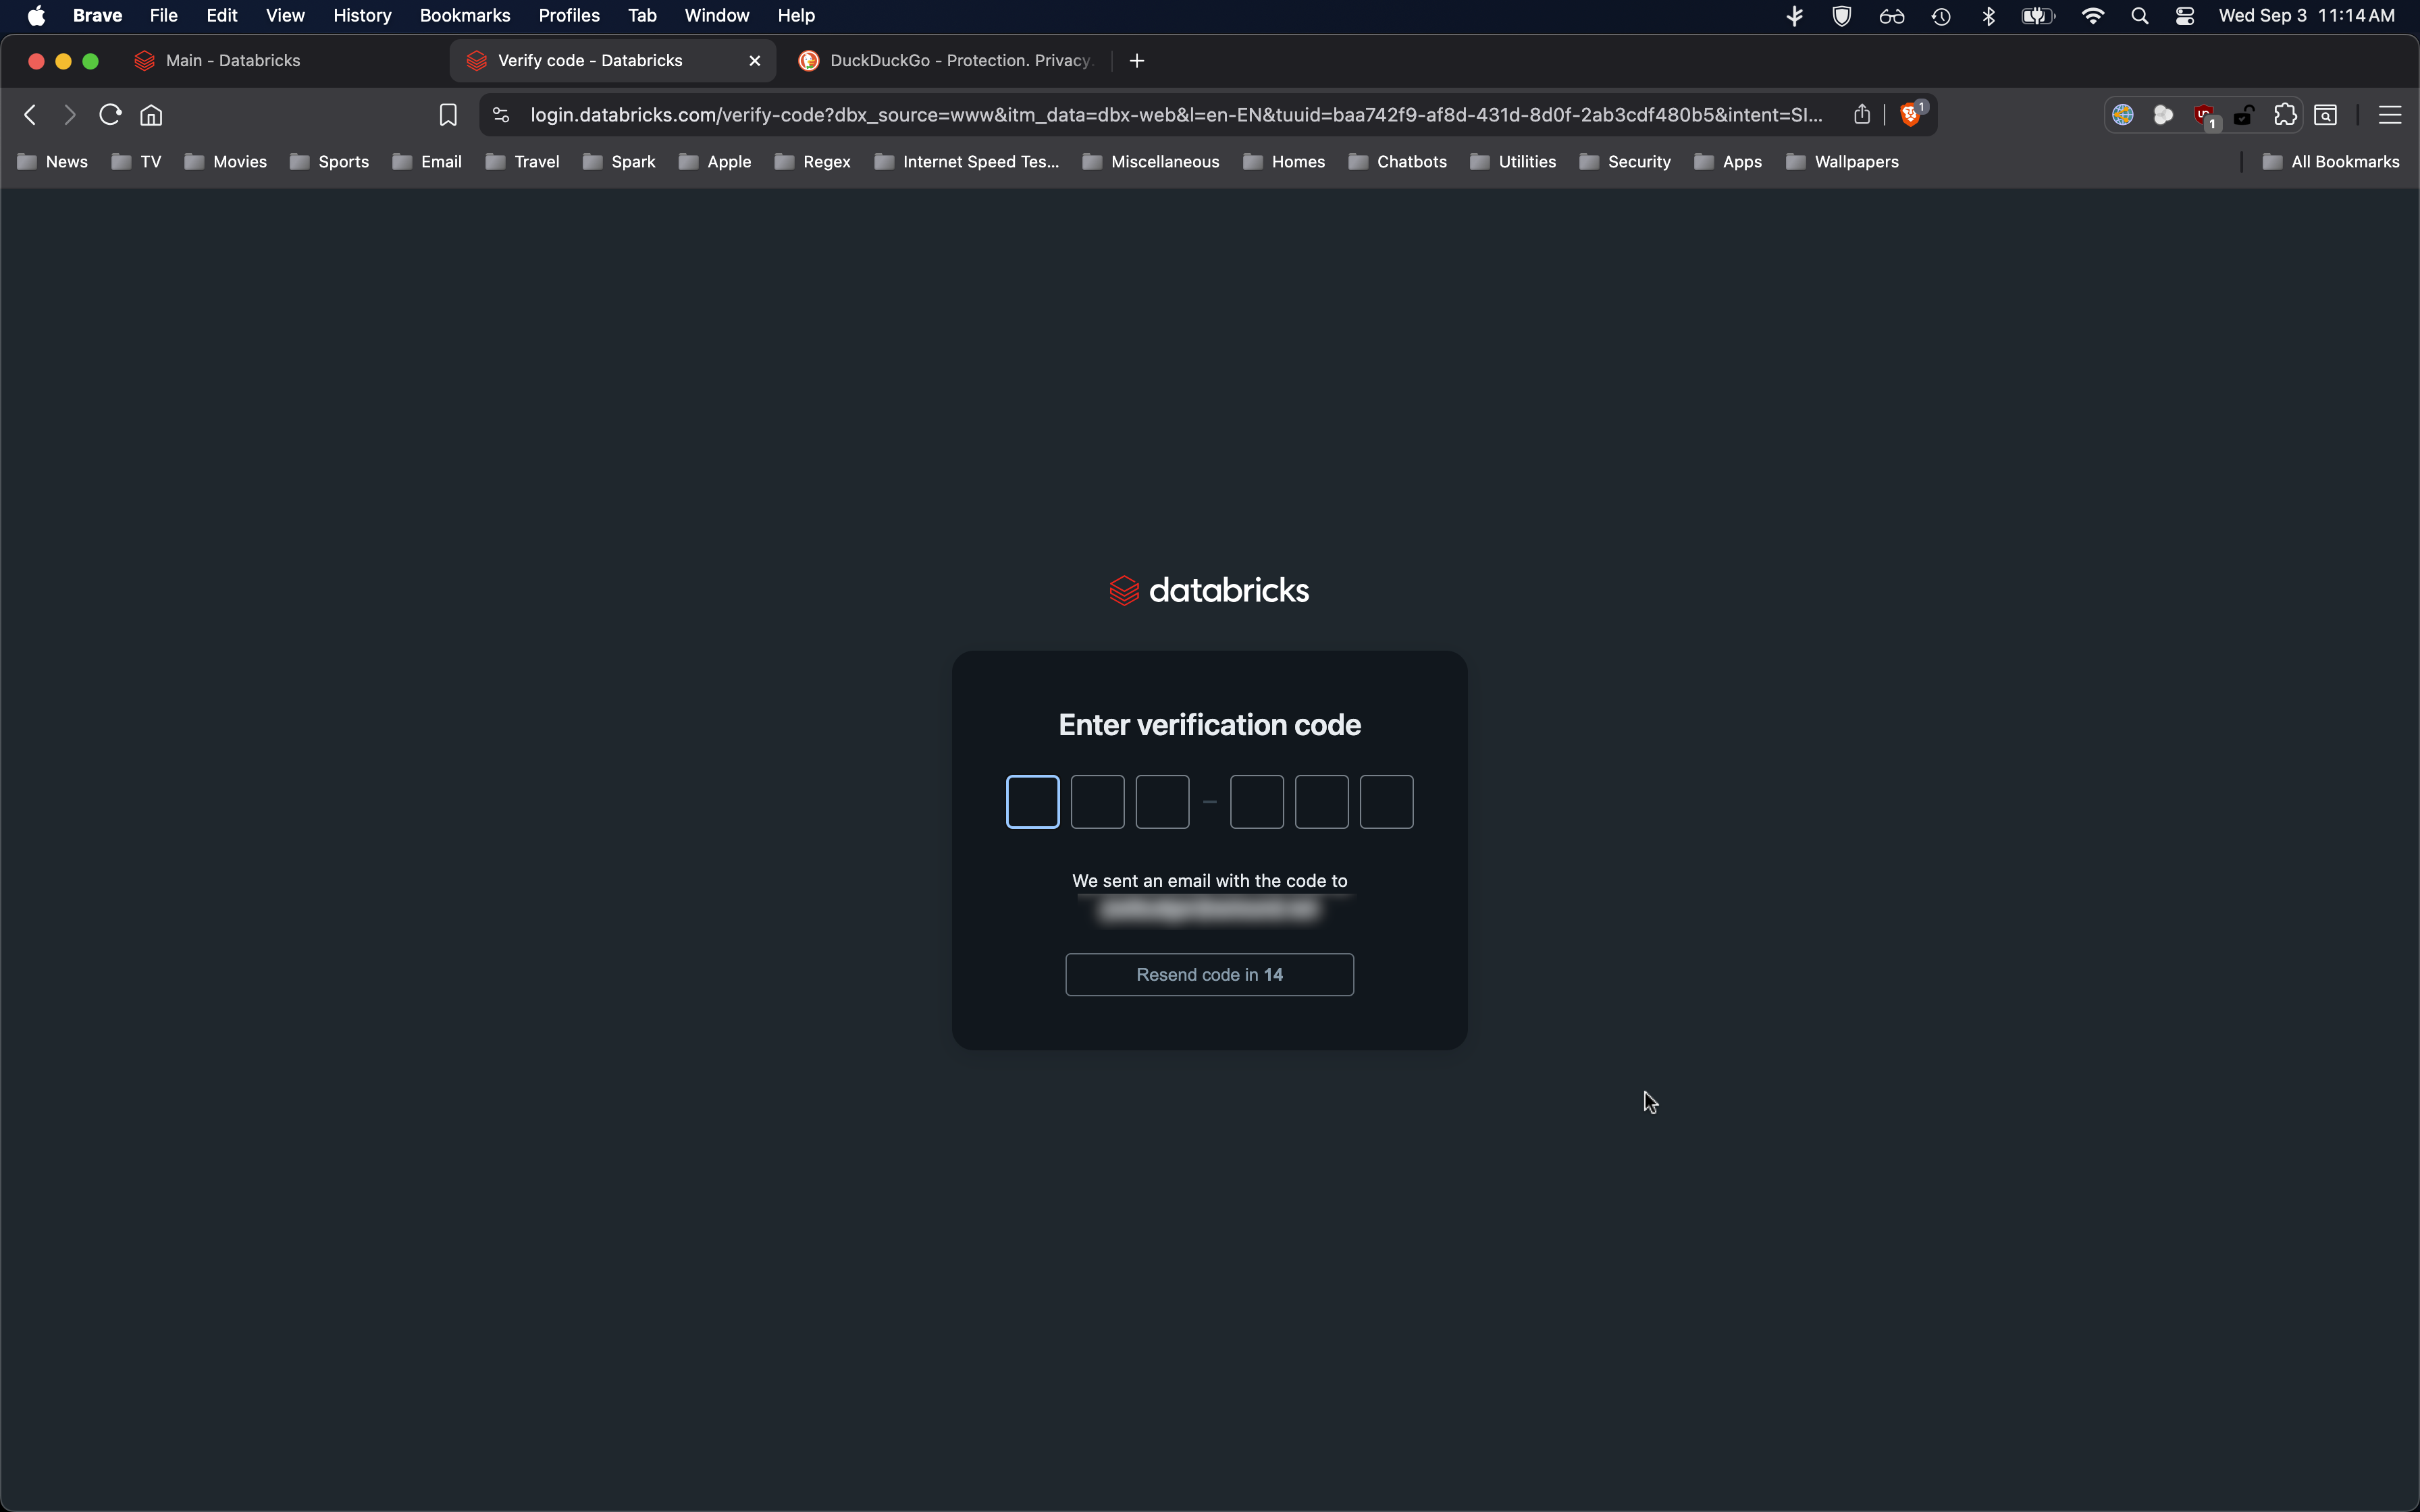 Brave File Edit View History Bookmarks Profiles Tab Window Help Wed Sep 3 11:14 AM
Main - Databricks Verify code - Databricks DuckDuckGo - Protection. Privacy.
login.databricks.com/verify-code?dbx_source=www&itm_data=dbx-web&l=en-EN&tuuid=baa742f9-af8d-431d-8d0f-2ab3cdf480b5&intent=SI... 1 1
News TV Movies Sports Email Travel Spark Apple Regex Internet Speed Tes... Miscellaneous Homes Chatbots Utilities Security Apps Wallpapers All Bookmarks
databricks
Enter verification code
–
We sent an email with the code to
Resend code in 14